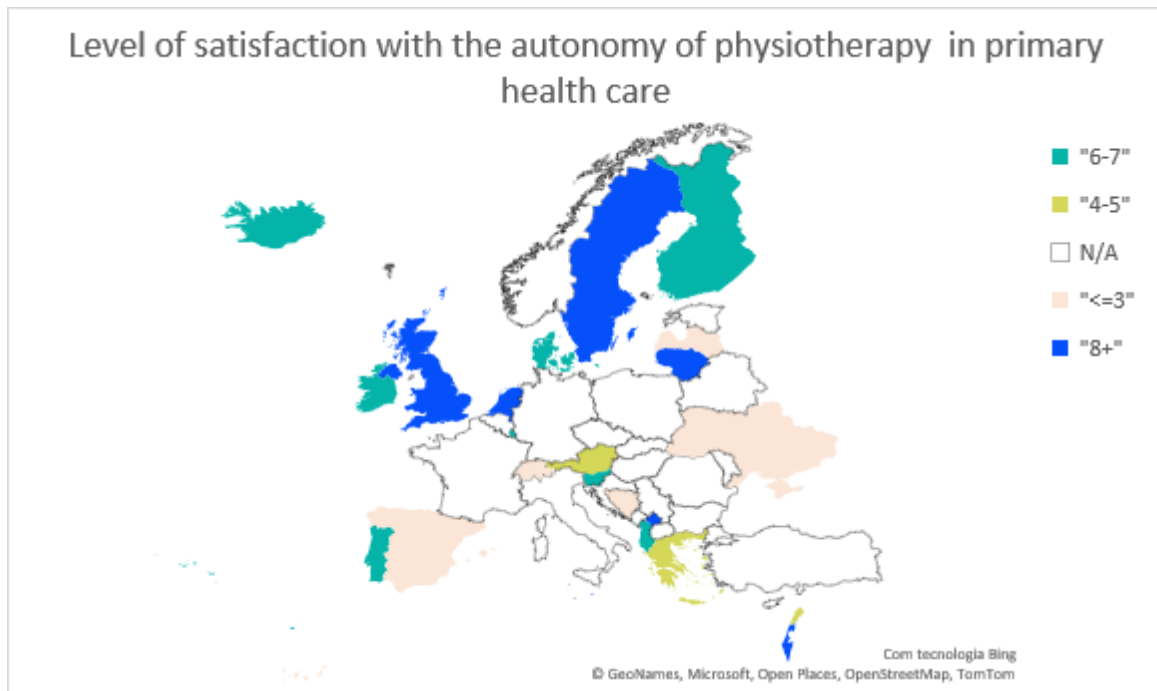 Level of satisfaction with the autonomy of physiotherapy in primary
health care
"6-7"
"4-5"
N/A
"<=3"
"8+"
Com tecnologia Bing
© GeoNames, Microsoft, Open Places, OpenStreetMap, TomTom